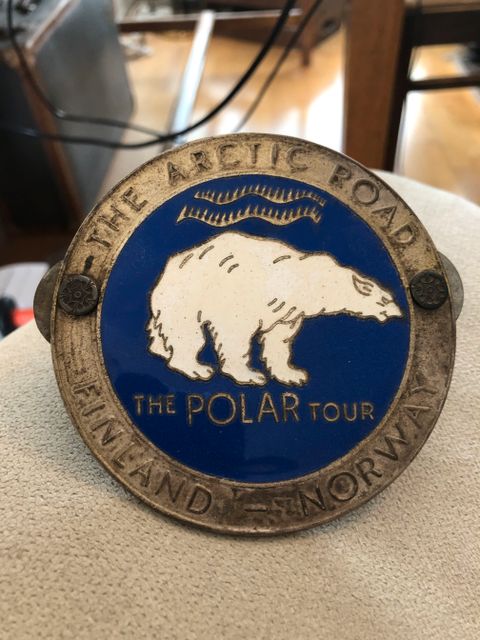 THE ARCTIC ROAD
THE POLAR TOUR
FINLAND - NORWAY